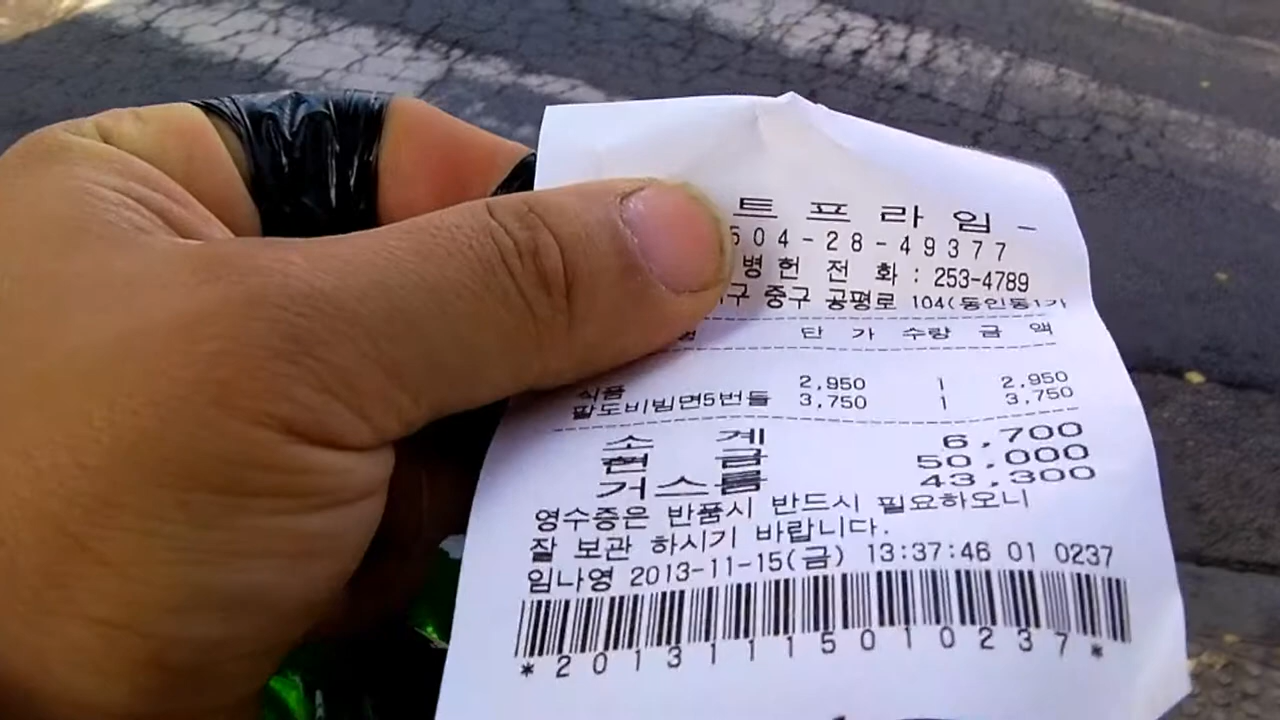 트프라임
504-28-49377
병헌 전화 : 253-4789
구 중구 공평로 104(동인동1가
단 가 수량 금 액
식품 2,950 1 2,950
팔도비빔면5번들 3,750 1 3,750
소 계 6,700
현 금 50,000
거스름 43,300
영수증은 반품시 반드시 필요하오니
잘 보관 하시기 바랍니다.
임나영 2013-11-15(금) 13:37:46 01 0237
*20131115010237*